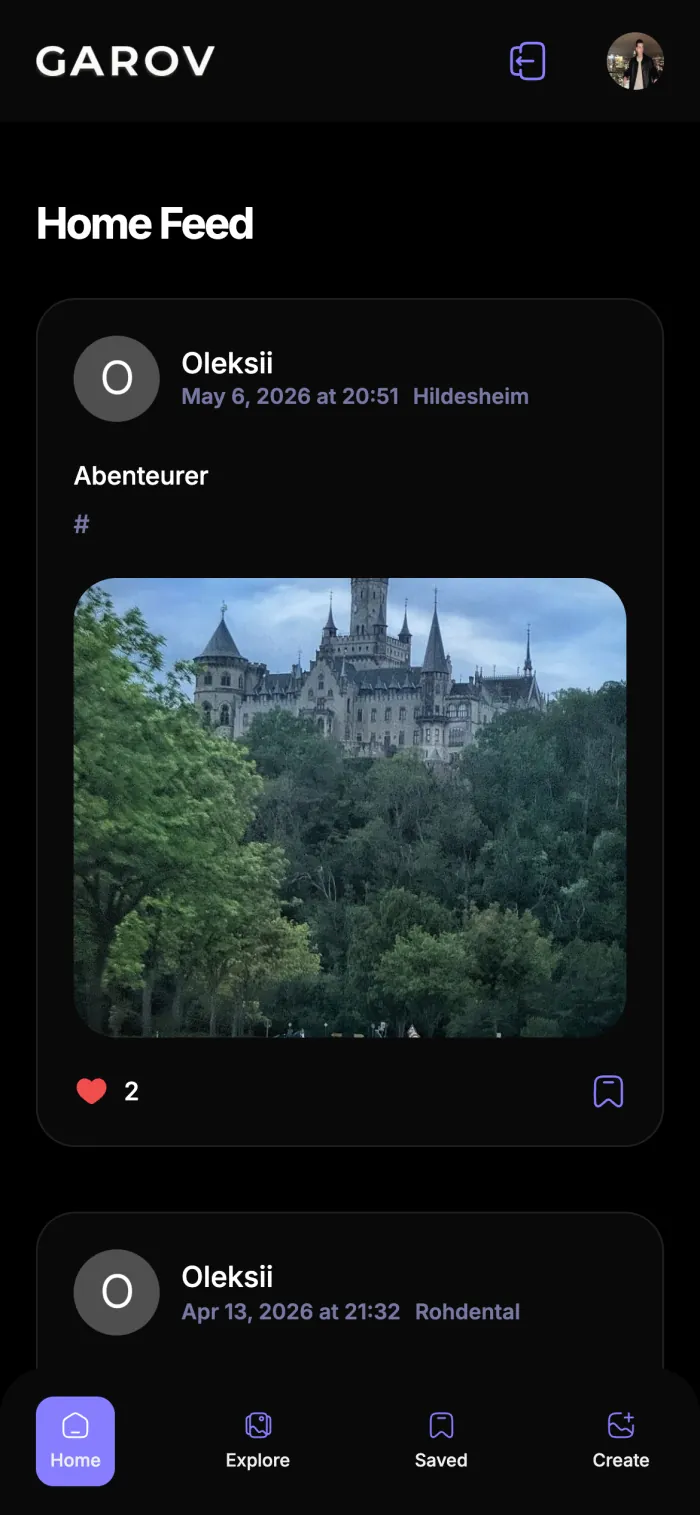 GAROV
Home Feed
O
Oleksii
May 6, 2026 at 20:51 Hildesheim
Abenteurer
#
2
O
Oleksii
Apr 13, 2026 at 21:32 Rohdental
Home
Explore
Saved
Create